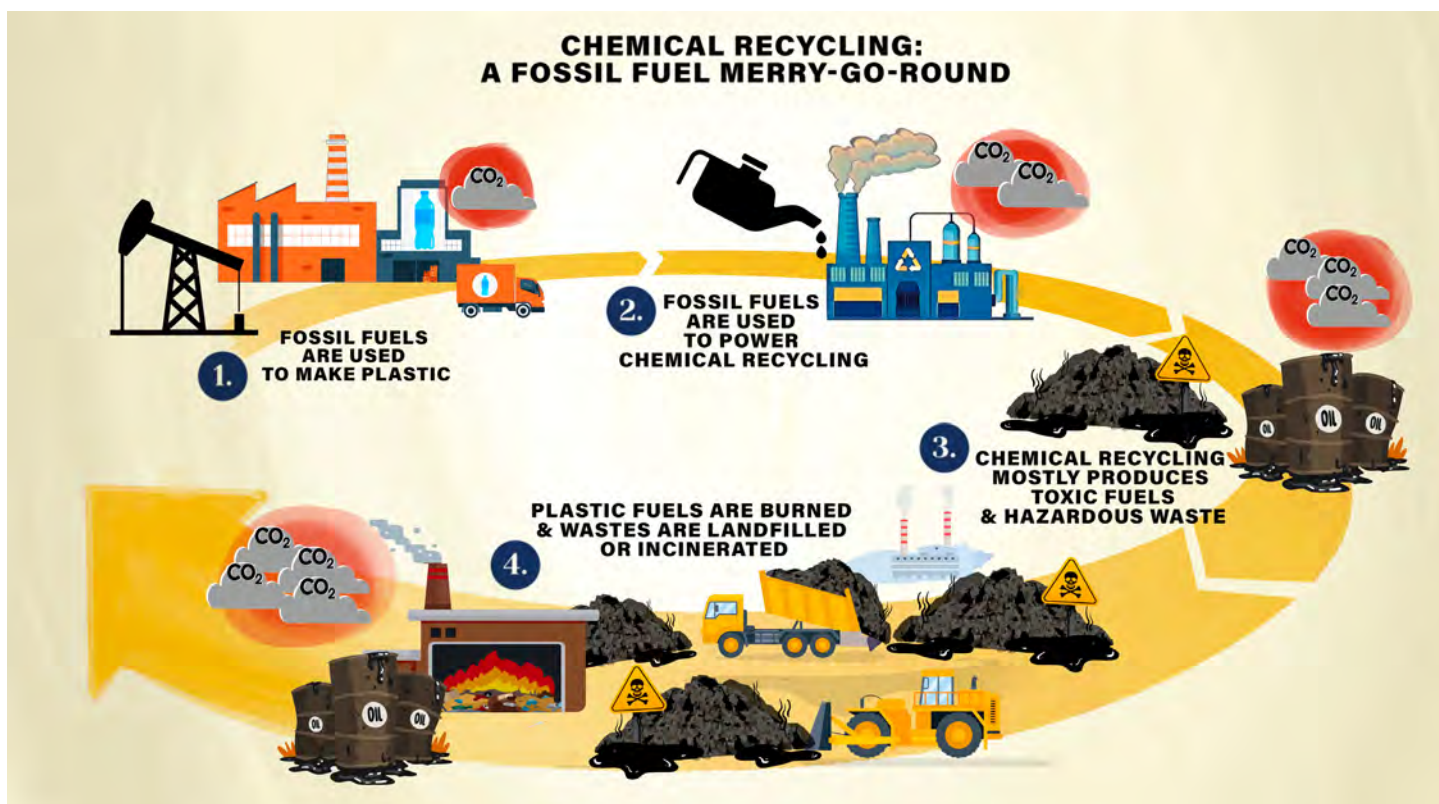 CHEMICAL RECYCLING:
A FOSSIL FUEL MERRY-GO-ROUND
CO2
CO2
CO2
1.
FOSSIL FUELS
ARE USED
TO MAKE PLASTIC
2.
FOSSIL FUELS
ARE USED
TO POWER
CHEMICAL RECYCLING
CO2
CO2
CO2
OIL
OIL
OIL
3.
CHEMICAL RECYCLING
MOSTLY PRODUCES
TOXIC FUELS
& HAZARDOUS WASTE
4.
PLASTIC FUELS ARE BURNED
& WASTES ARE LANDFILLED
OR INCINERATED
CO2
CO2
CO2
CO2
OIL
OIL
OIL